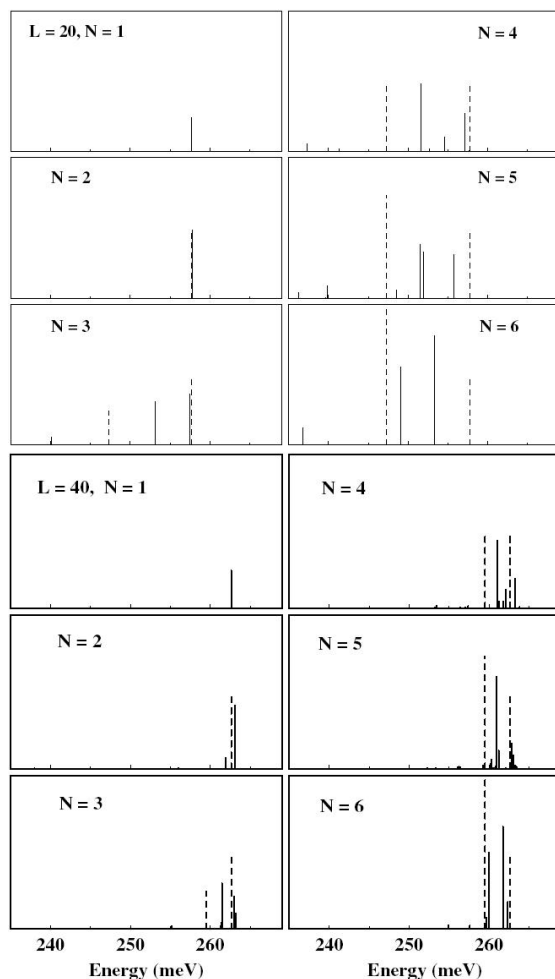 L = 20, N = 1
N = 4
N = 2
N = 5
N = 3
N = 6
L = 40, N = 1
N = 4
N = 2
N = 5
N = 3
N = 6
240 250 260 240 250 260
Energy (meV) Energy (meV)